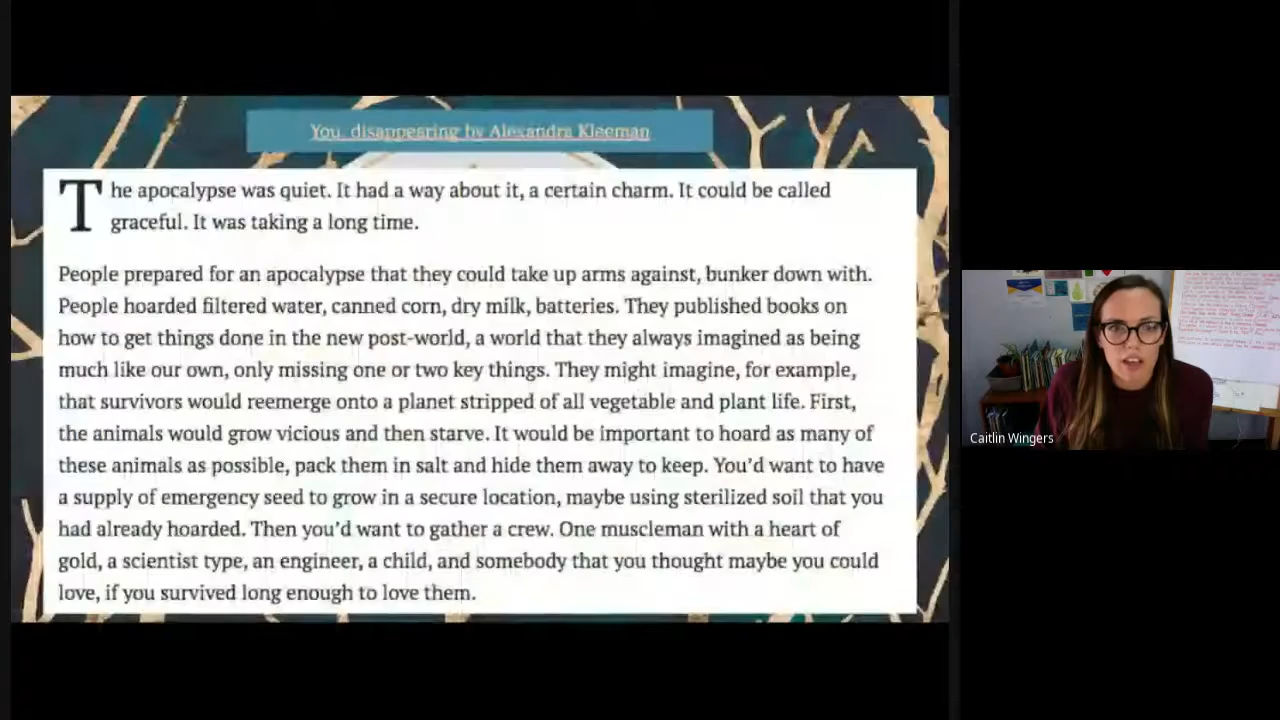 You, disappearing by Alexandra Kleeman
The apocalypse was quiet. It had a way about it, a certain charm. It could be called
graceful. It was taking a long time.
People prepared for an apocalypse that they could take up arms against, bunker down with.
People hoarded filtered water, canned corn, dry milk, batteries. They published books on
how to get things done in the new post-world, a world that they always imagined as being
much like our own, only missing one or two key things. They might imagine, for example,
that survivors would reemerge onto a planet stripped of all vegetable and plant life. First,
the animals would grow vicious and then starve. It would be important to hoard as many of
these animals as possible, pack them in salt and hide them away to keep. You’d want to have
a supply of emergency seed to grow in a secure location, maybe using sterilized soil that you
had already hoarded. Then you’d want to gather a crew. One muscleman with a heart of
gold, a scientist type, an engineer, a child, and somebody that you thought maybe you could
love, if you survived long enough to love them.
Caitlin Wingers